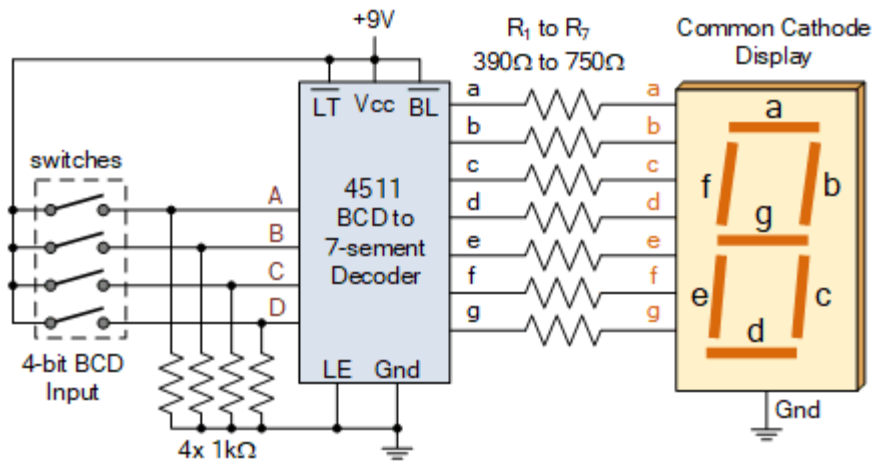 +9V
R₁ to R₇
390Ω to 750Ω
Common Cathode
Display
LT Vcc BL
switches
A
B
C
D
4511
BCD to
7-sement
Decoder
LE Gnd
a
b
c
d
e
f
g
a
b
c
d
e
f
g
a
f
b
g
e
c
d
4-bit BCD
Input
4x 1kΩ
Gnd